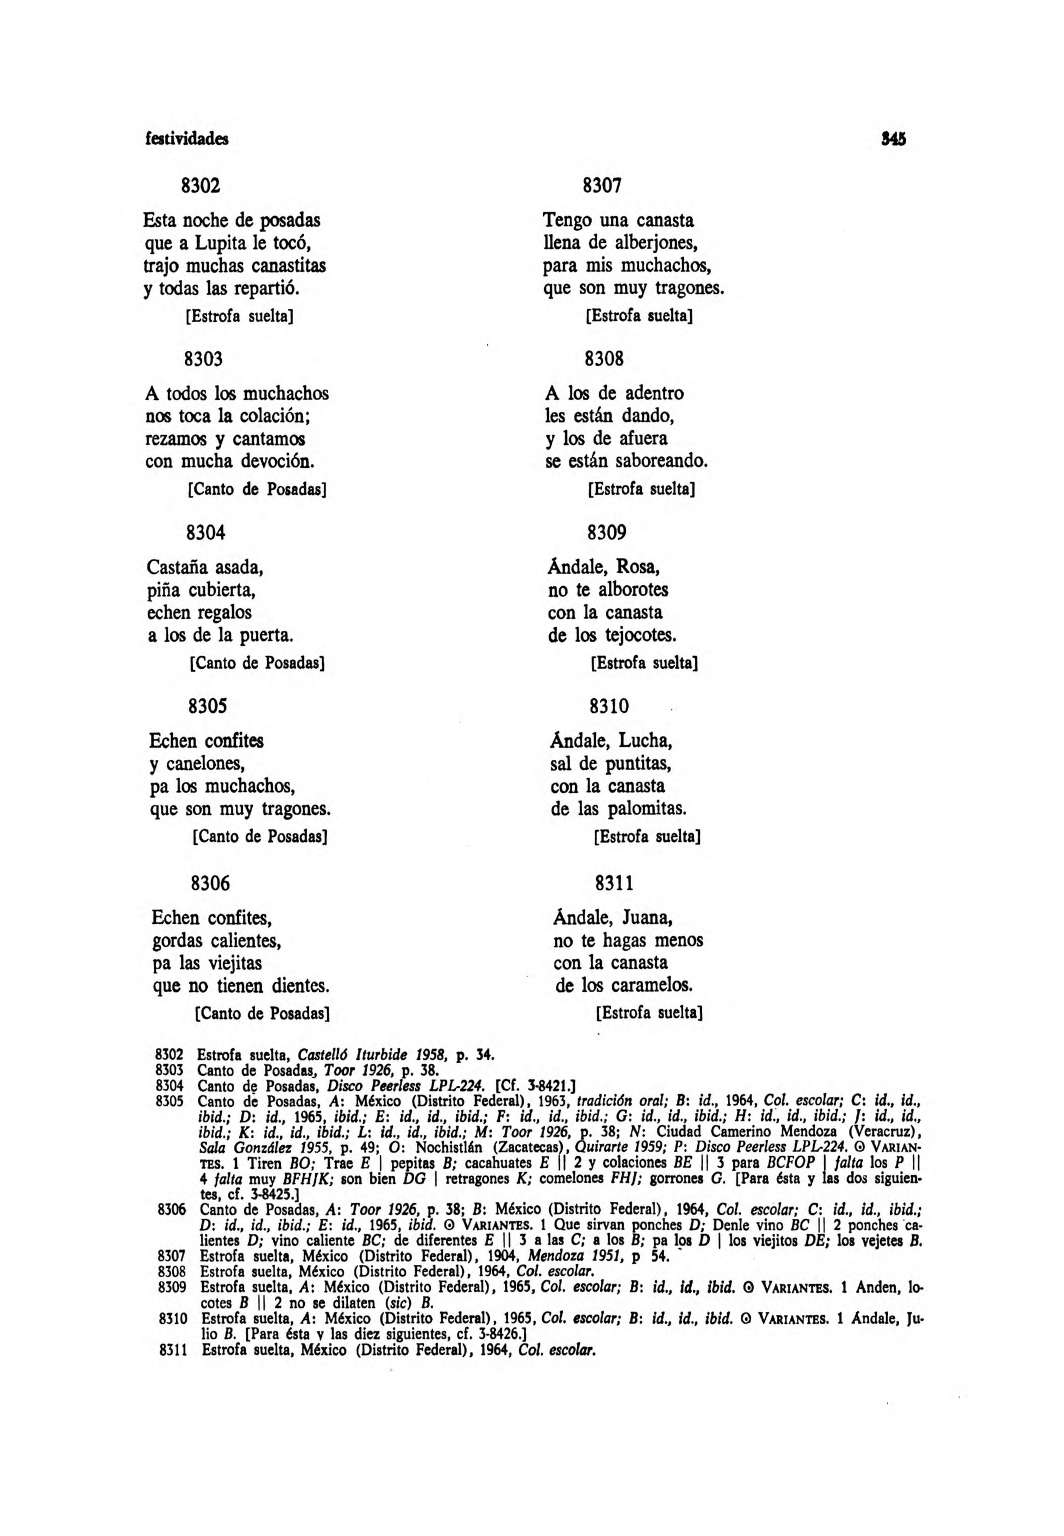 festividades 345
8302
Esta noche de posadas
que a Lupita le tocó,
trajo muchas canastitas
y todas las repartió.
[Estrofa suelta]
8303
A todos los muchachos
nos toca la colación;
rezamos y cantamos
con mucha devoción.
[Canto de Posadas]
8304
Castaña asada,
piña cubierta,
echen regalos
a los de la puerta.
[Canto de Posadas]
8305
Echen confites
y canelones,
pa los muchachos,
que son muy tragones.
[Canto de Posadas]
8306
Echen confites,
gordas calientes,
pa las viejitas
que no tienen dientes.
[Canto de Posadas]
8307
Tengo una canasta
llena de alberjones,
para mis muchachos,
que son muy tragones.
[Estrofa suelta]
8308
A los de adentro
les están dando,
y los de afuera
se están saboreando.
[Estrofa suelta]
8309
Ándale, Rosa,
no te alborotes
con la canasta
de los tejocotes.
[Estrofa suelta]
8310
Ándale, Lucha,
sal de puntitas,
con la canasta
de las palomitas.
[Estrofa suelta]
8311
Ándale, Juana,
no te hagas menos
con la canasta
de los caramelos.
[Estrofa suelta]
8302 Estrofa suelta, Castelló Iturbide 1958, p. 34.
8303 Canto de Posadas, Toor 1926, p. 38.
8304 Canto de Posadas, Disco Peerless LPL-224. [Cf. 3-8421.]
8305 Canto de Posadas, A: México (Distrito Federal), 1963, tradición oral; B: id., 1964, Col. escolar; C: id., id.,
ibid.; D: id., 1965, ibid.; E: id., id., ibid.; F: id., id., ibid.; G: id., id., ibid.; H: id., id., ibid.; J: id., id.,
ibid.; K: id., id., ibid.; L: id., id., ibid.; M: Toor 1926, p. 38; N: Ciudad Camerino Mendoza (Veracruz),
Sala González 1955, p. 49; O: Nochistlán (Zacatecas), Quirarte 1959; P: Disco Peerless LPL-224. ⊙ VARIAN-
TES. 1 Tiren BO; Trae E | pepitas B; cacahuates E || 2 y colaciones BE || 3 para BCFOP | falta los P ||
4 falta muy BFHJK; son bien DG | retragones K; comelones FHJ; gorrones G. [Para ésta y las dos siguien-
tes, cf. 3-8425.]
8306 Canto de Posadas, A: Toor 1926, p. 38; B: México (Distrito Federal), 1964, Col. escolar; C: id., id., ibid.;
D: id., id., ibid.; E: id., 1965, ibid. ⊙ VARIANTES. 1 Que sirvan ponches D; Denle vino BC || 2 ponches ca-
lientes D; vino caliente BC; de diferentes E || 3 a las C; a los B; pa los D | los viejitos DE; los vejetes B.
8307 Estrofa suelta, México (Distrito Federal), 1904, Mendoza 1951, p 54.
8308 Estrofa suelta, México (Distrito Federal), 1964, Col. escolar.
8309 Estrofa suelta, A: México (Distrito Federal), 1965, Col. escolar; B: id., id., ibid. ⊙ VARIANTES. 1 Anden, lo-
cotes B || 2 no se dilaten (sic) B.
8310 Estrofa suelta, A: México (Distrito Federal), 1965, Col. escolar; B: id., id., ibid. ⊙ VARIANTES. 1 Ándale, Ju-
lio B. [Para ésta y las diez siguientes, cf. 3-8426.]
8311 Estrofa suelta, México (Distrito Federal), 1964, Col. escolar.